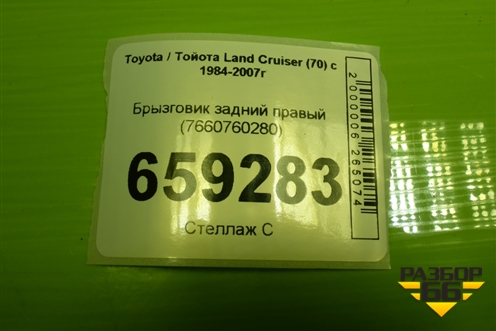 Toyota / Тойота Land Cruiser (70) с
1984-2007г
Брызговик задний правый
(7660760280)
659283
Стеллаж С
2000006265074
РАЗБОР
66